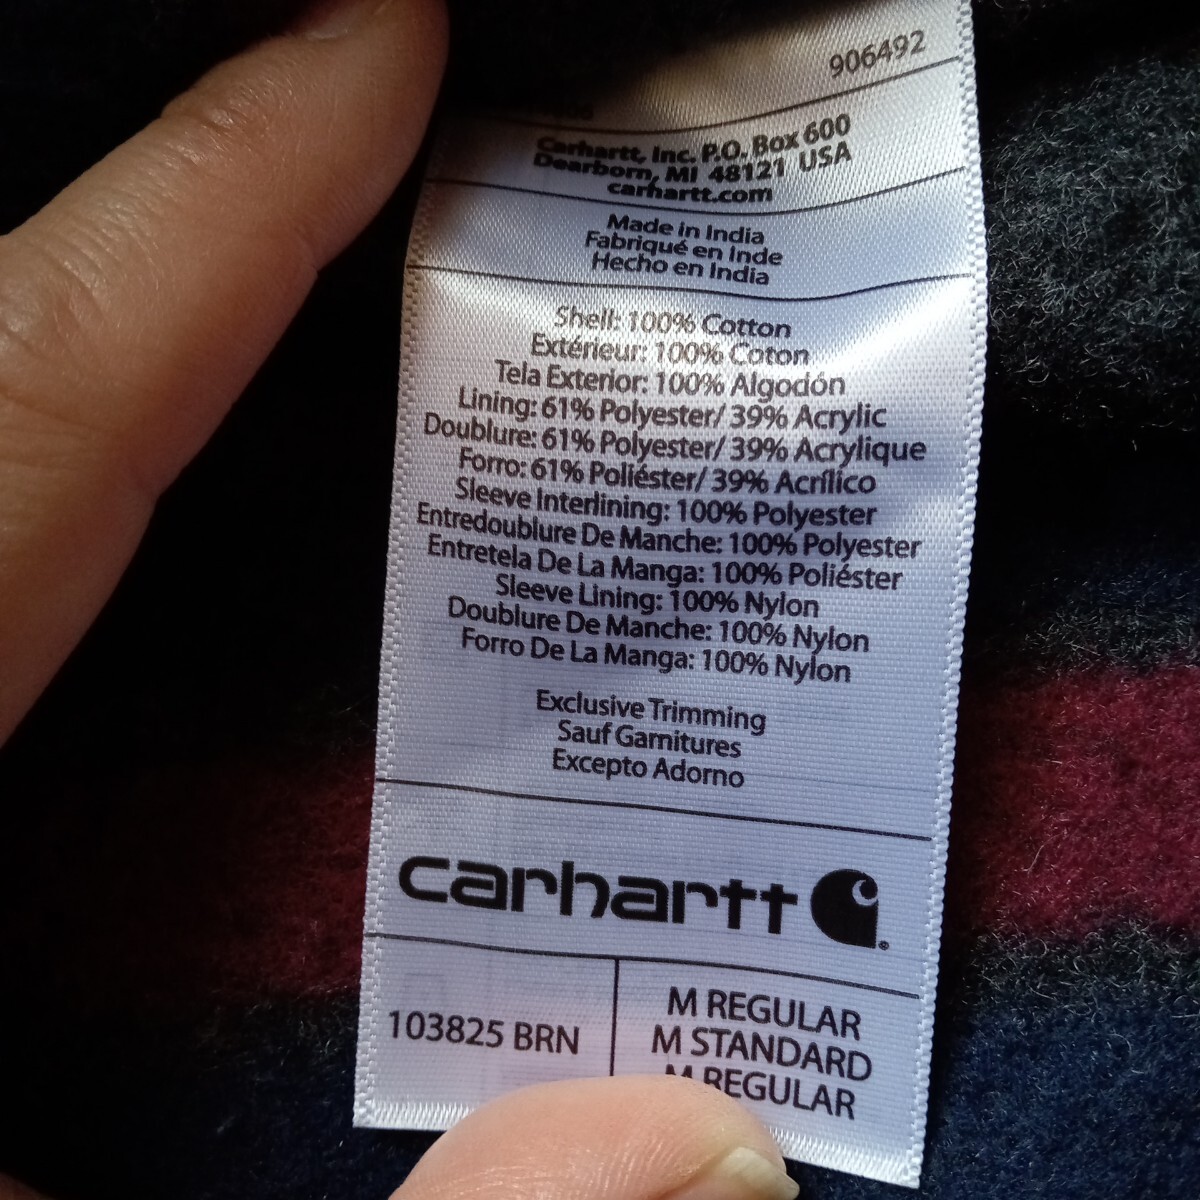 906492
Carhartt, Inc. P.O. Box 600
Dearborn, MI 48121 USA
carhartt.com
Made in India
Fabriqué en Inde
Hecho en India
Shell: 100% Cotton
Extérieur: 100% Coton
Tela Exterior: 100% Algodón
Lining: 61% Polyester/ 39% Acrylic
Doublure: 61% Polyester/ 39% Acrylique
Forro: 61% Poliéster/ 39% Acrílico
Sleeve Interlining: 100% Polyester
Entredoublure De Manche: 100% Polyester
Entretela De La Manga: 100% Poliéster
Sleeve Lining: 100% Nylon
Doublure De Manche: 100% Nylon
Forro De La Manga: 100% Nylon
Exclusive Trimming
Sauf Garnitures
Excepto Adorno
carhartt
103825 BRN
M REGULAR
M STANDARD
M REGULAR